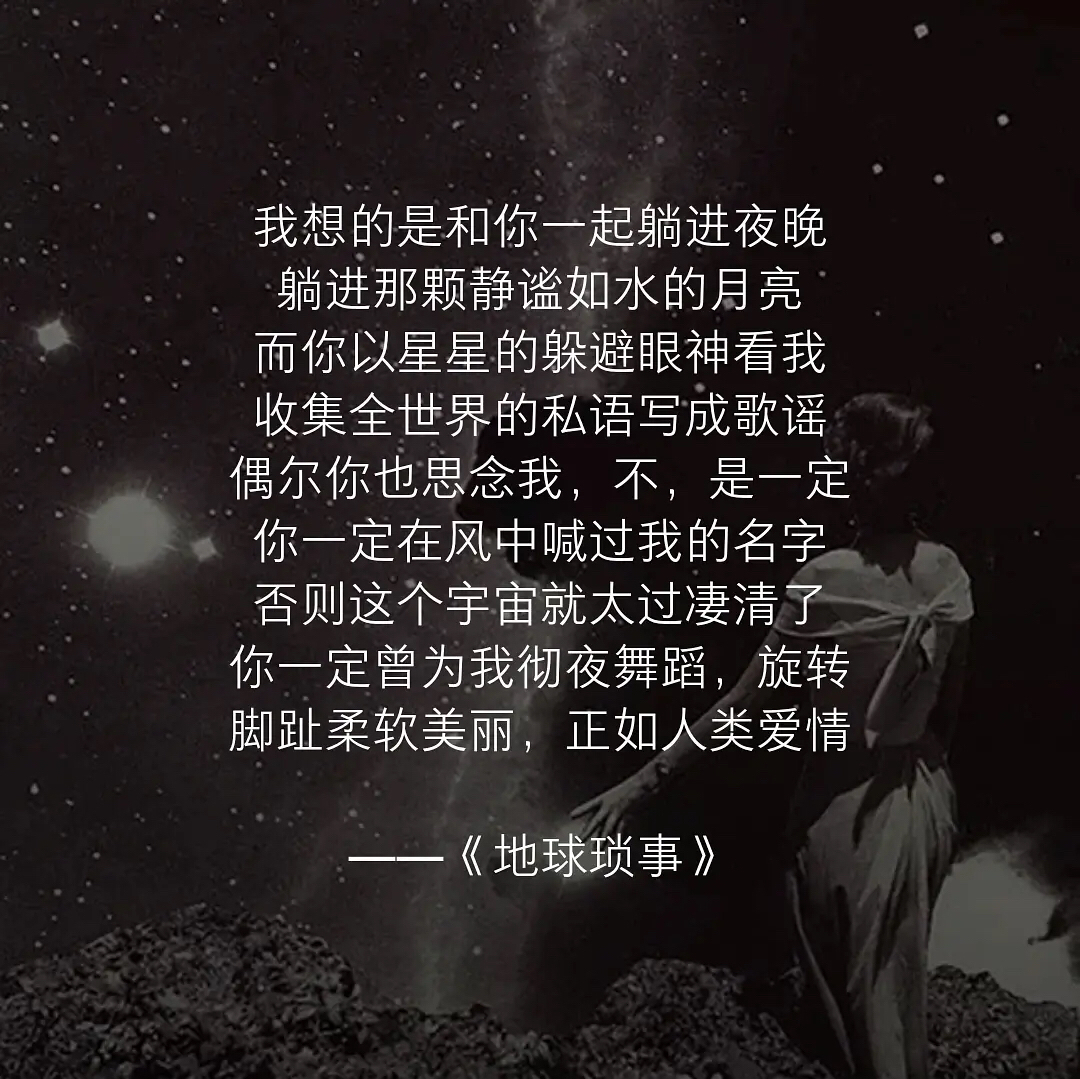 我想的是和你一起躺进夜晚
躺进那颗静谧如水的月亮
而你以星星的躲避眼神看我
收集全世界的私语写成歌谣
偶尔你也思念我，不，是一定
你一定在风中喊过我的名字
否则这个宇宙就太过凄清了
你一定曾为我彻夜舞蹈，旋转
脚趾柔软美丽，正如人类爱情
——《地球琐事》